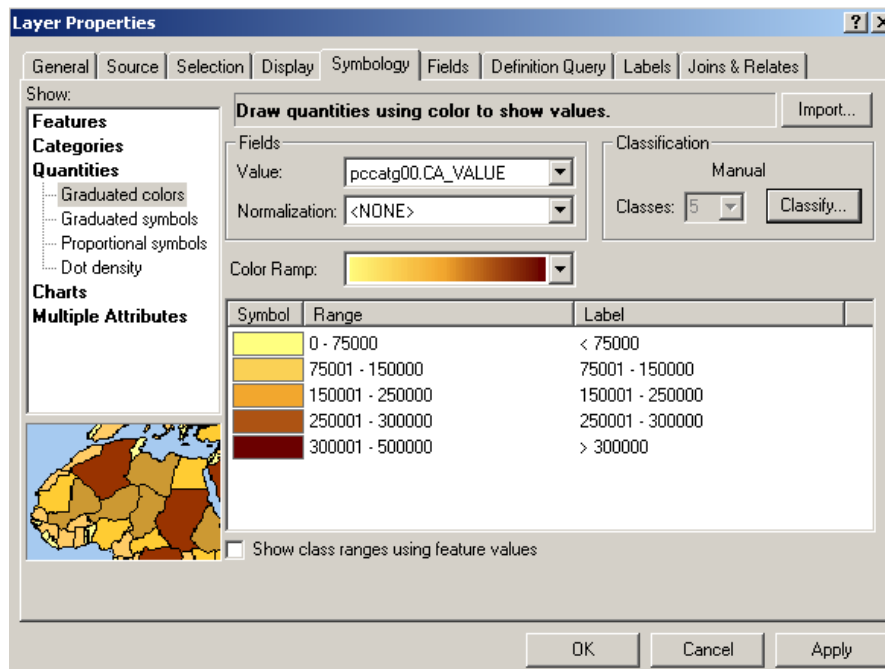 Layer Properties
General Source Selection Display Symbology Fields Definition Query Labels Joins & Relates
Show:
Features
Categories
Quantities
Graduated colors
Graduated symbols
Proportional symbols
Dot density
Charts
Multiple Attributes
Draw quantities using color to show values. Import...
Fields
Value: pccatg00.CA_VALUE
Normalization: <NONE>
Classification
Manual
Classes: 5 Classify...
Color Ramp:
Symbol Range Label
0 - 75000 < 75000
75001 - 150000 75001 - 150000
150001 - 250000 150001 - 250000
250001 - 300000 250001 - 300000
300001 - 500000 > 300000
Show class ranges using feature values
OK Cancel Apply